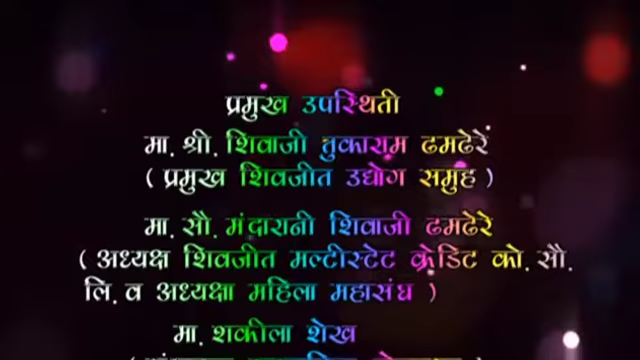 प्रमुख उपस्थिती
मा. श्री. शिवाजी तुकाराम ढमढेरें
( प्रमुख शिवजीत उद्योग समुह )
मा. सौ. मंदारानी शिवाजी ढमढेरे
( अध्यक्ष शिवजीत मल्टीस्टेट क्रेडिट को. सौ.
लि. व अध्यक्षा महिला महासंघ )
मा. शकीला शेख